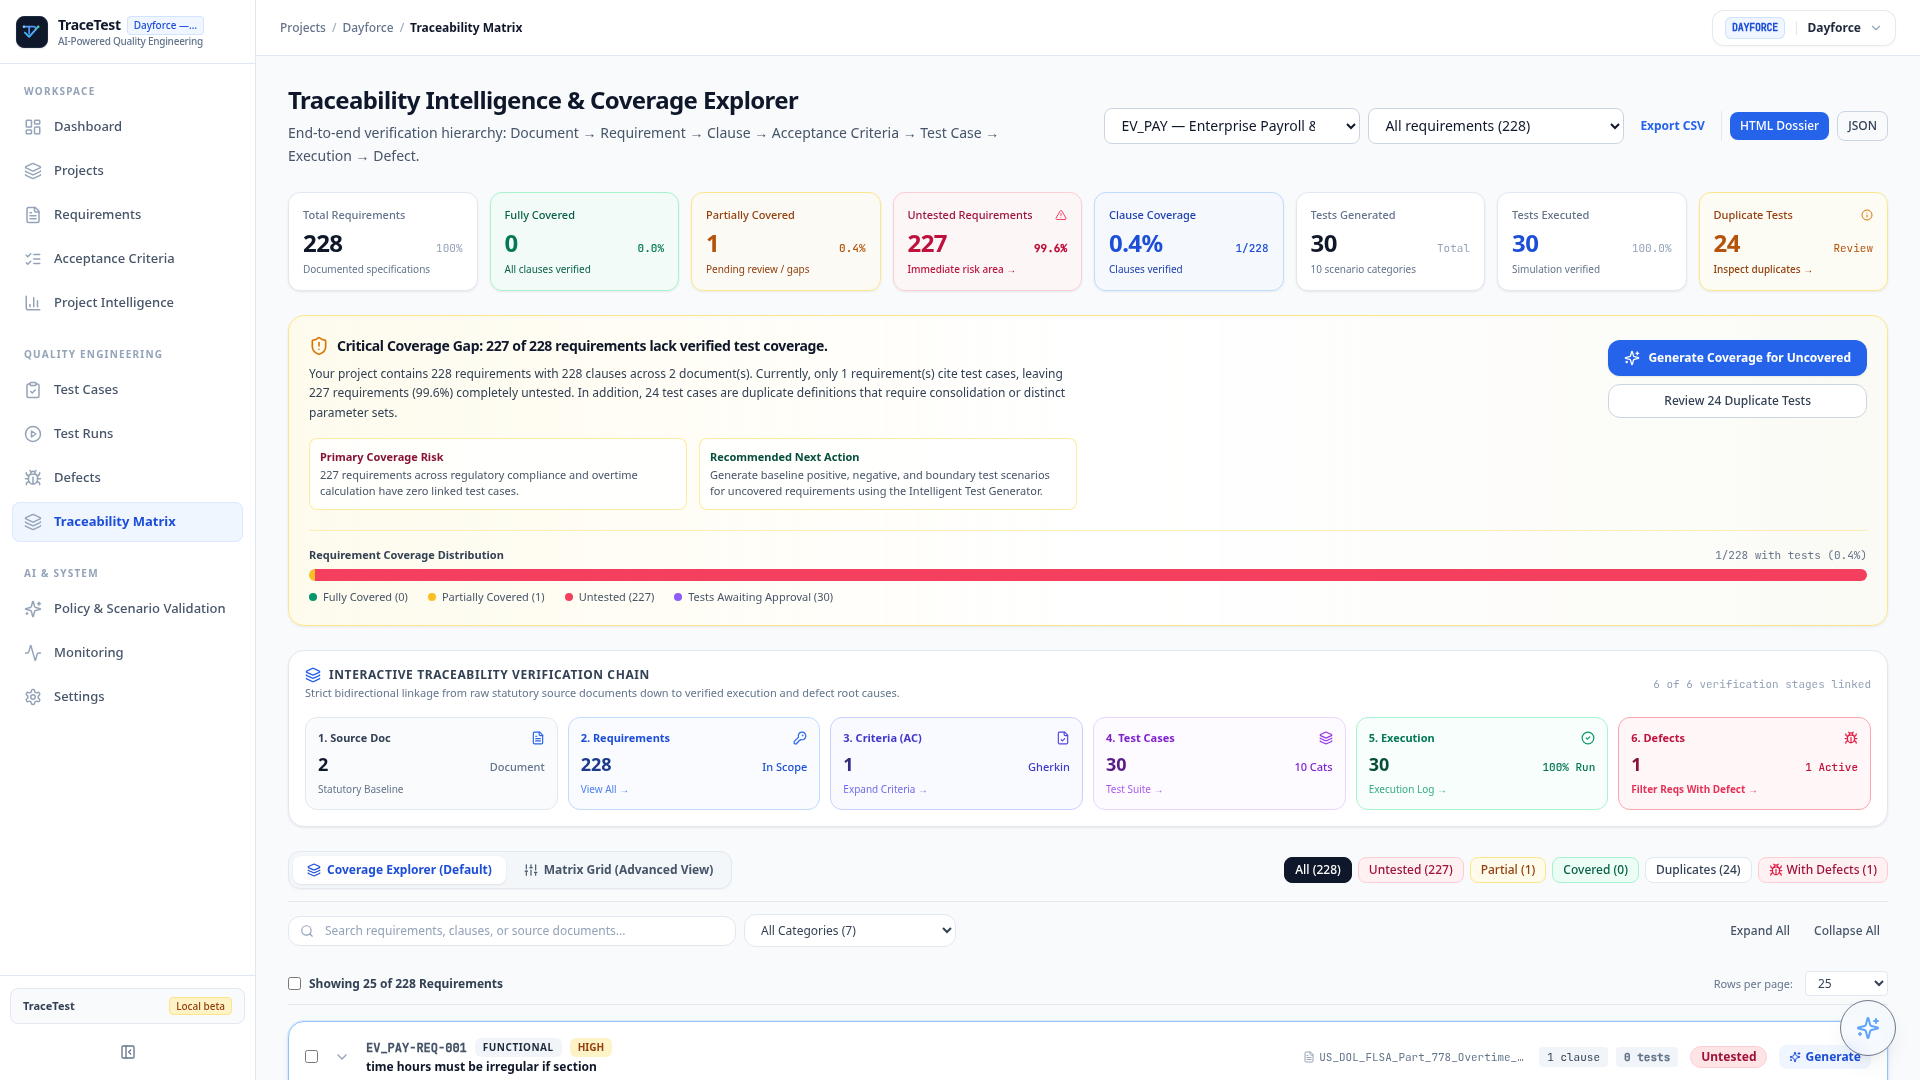 TraceTest
Dayforce —...
AI-Powered Quality Engineering
WORKSPACE
Dashboard
Projects
Requirements
Acceptance Criteria
Project Intelligence
QUALITY ENGINEERING
Test Cases
Test Runs
Defects
Traceability Matrix
AI & SYSTEM
Policy & Scenario Validation
Monitoring
Settings
TraceTest
Local beta
Projects / Dayforce / Traceability Matrix
DAYFORCE
Dayforce
Traceability Intelligence & Coverage Explorer
End-to-end verification hierarchy: Document → Requirement → Clause → Acceptance Criteria → Test Case →
Execution → Defect.
EV_PAY — Enterprise Payroll &
All requirements (228)
Export CSV
HTML Dossier
JSON
Total Requirements
228
100%
Documented specifications
Fully Covered
0
0.0%
All clauses verified
Partially Covered
1
0.4%
Pending review / gaps
Untested Requirements
227
99.6%
Immediate risk area →
Clause Coverage
0.4%
1/228
Clauses verified
Tests Generated
30
Total
10 scenario categories
Tests Executed
30
100.0%
Simulation verified
Duplicate Tests
24
Review
Inspect duplicates →
Critical Coverage Gap: 227 of 228 requirements lack verified test coverage.
Your project contains 228 requirements with 228 clauses across 2 document(s). Currently, only 1 requirement(s) cite test cases, leaving
227 requirements (99.6%) completely untested. In addition, 24 test cases are duplicate definitions that require consolidation or distinct
parameter sets.
Generate Coverage for Uncovered
Review 24 Duplicate Tests
Primary Coverage Risk
227 requirements across regulatory compliance and overtime
calculation have zero linked test cases.
Recommended Next Action
Generate baseline positive, negative, and boundary test scenarios
for uncovered requirements using the Intelligent Test Generator.
Requirement Coverage Distribution
1/228 with tests (0.4%)
Fully Covered (0)
Partially Covered (1)
Untested (227)
Tests Awaiting Approval (30)
INTERACTIVE TRACEABILITY VERIFICATION CHAIN
Strict bidirectional linkage from raw statutory source documents down to verified execution and defect root causes.
6 of 6 verification stages linked
1. Source Doc
2
Document
Statutory Baseline
2. Requirements
228
In Scope
View All →
3. Criteria (AC)
1
Gherkin
Expand Criteria →
4. Test Cases
30
10 Cats
Test Suite →
5. Execution
30
100% Run
Execution Log →
6. Defects
1
1 Active
Filter Reqs With Defect →
Coverage Explorer (Default)
Matrix Grid (Advanced View)
All (228)
Untested (227)
Partial (1)
Covered (0)
Duplicates (24)
With Defects (1)
Search requirements, clauses, or source documents...
All Categories (7)
Expand All
Collapse All
Showing 25 of 228 Requirements
Rows per page:
25
EV_PAY-REQ-001
FUNCTIONAL
HIGH
time hours must be irregular if section
US_DOL_FLSA_Part_778_Overtime_…
1 clause
0 tests
Untested
Generate